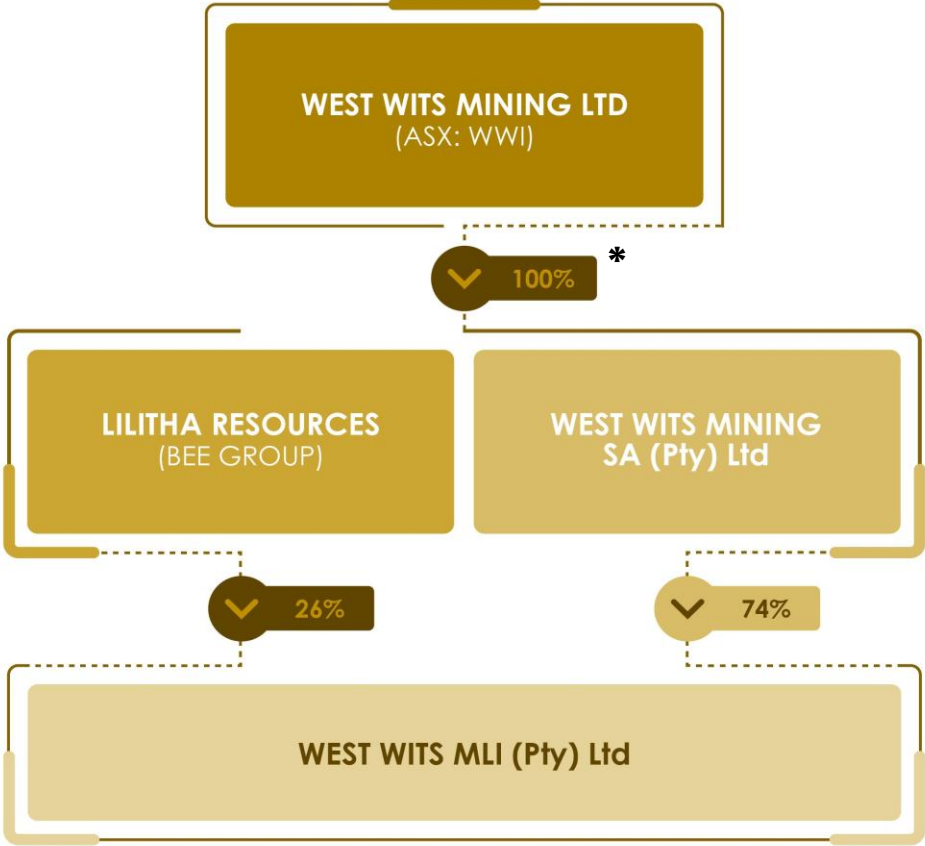 WEST WITS MINING LTD
(ASX: WWI)
100% *
LILITHA RESOURCES
(BEE GROUP)
WEST WITS MINING
SA (Pty) Ltd
26%
74%
WEST WITS MLI (Pty) Ltd